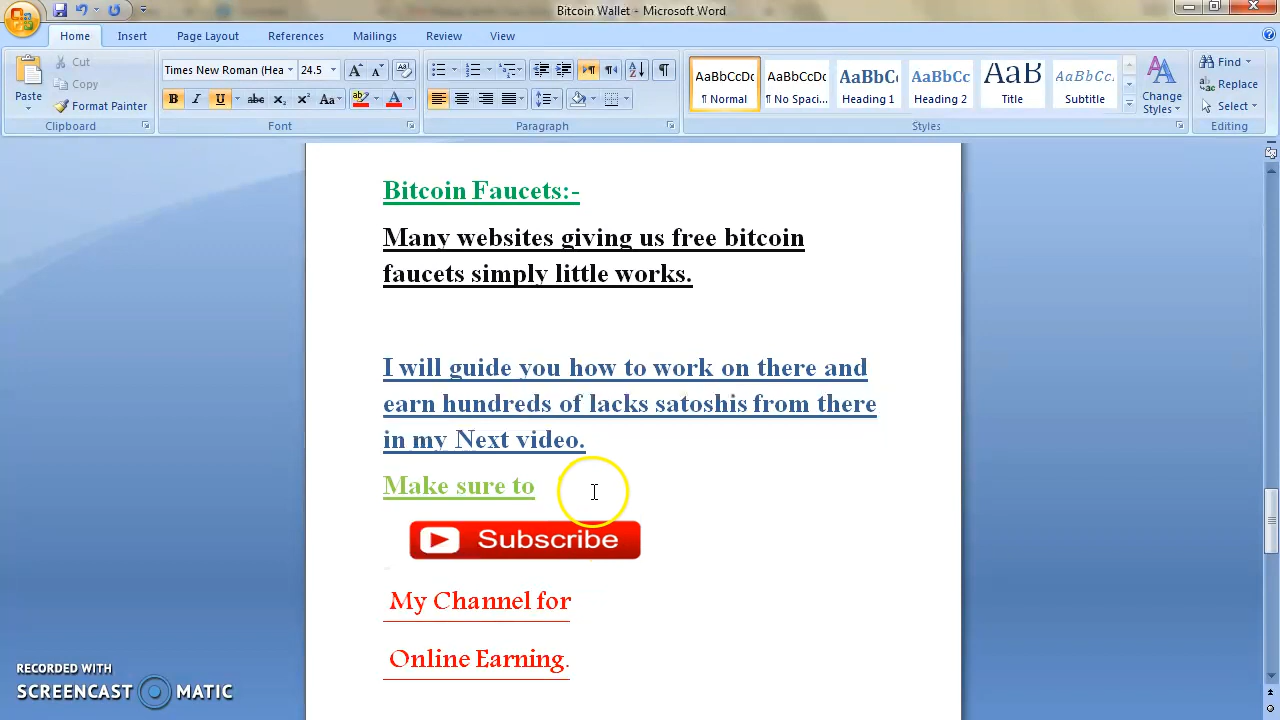 Bitcoin Wallet - Microsoft Word
Home Insert Page Layout References Mailings Review View
Paste
Cut
Copy
Format Painter
Clipboard
Times New Roman (Hea 24.5
B I U abc x₂ x² Aa
Font
Paragraph
AaBbCcDc AaBbCcDc AaBbC AaBbCc AaB AaBbCc.
¶ Normal ¶ No Spaci... Heading 1 Heading 2 Title Subtitle
Change
Styles
Styles
Find
Replace
Select
Editing
Bitcoin Faucets:-
Many websites giving us free bitcoin
faucets simply little works.
I will guide you how to work on there and
earn hundreds of lacks satoshis from there
in my Next video.
Make sure to
Subscribe
My Channel for
Online Earning.
RECORDED WITH
SCREENCAST MATIC